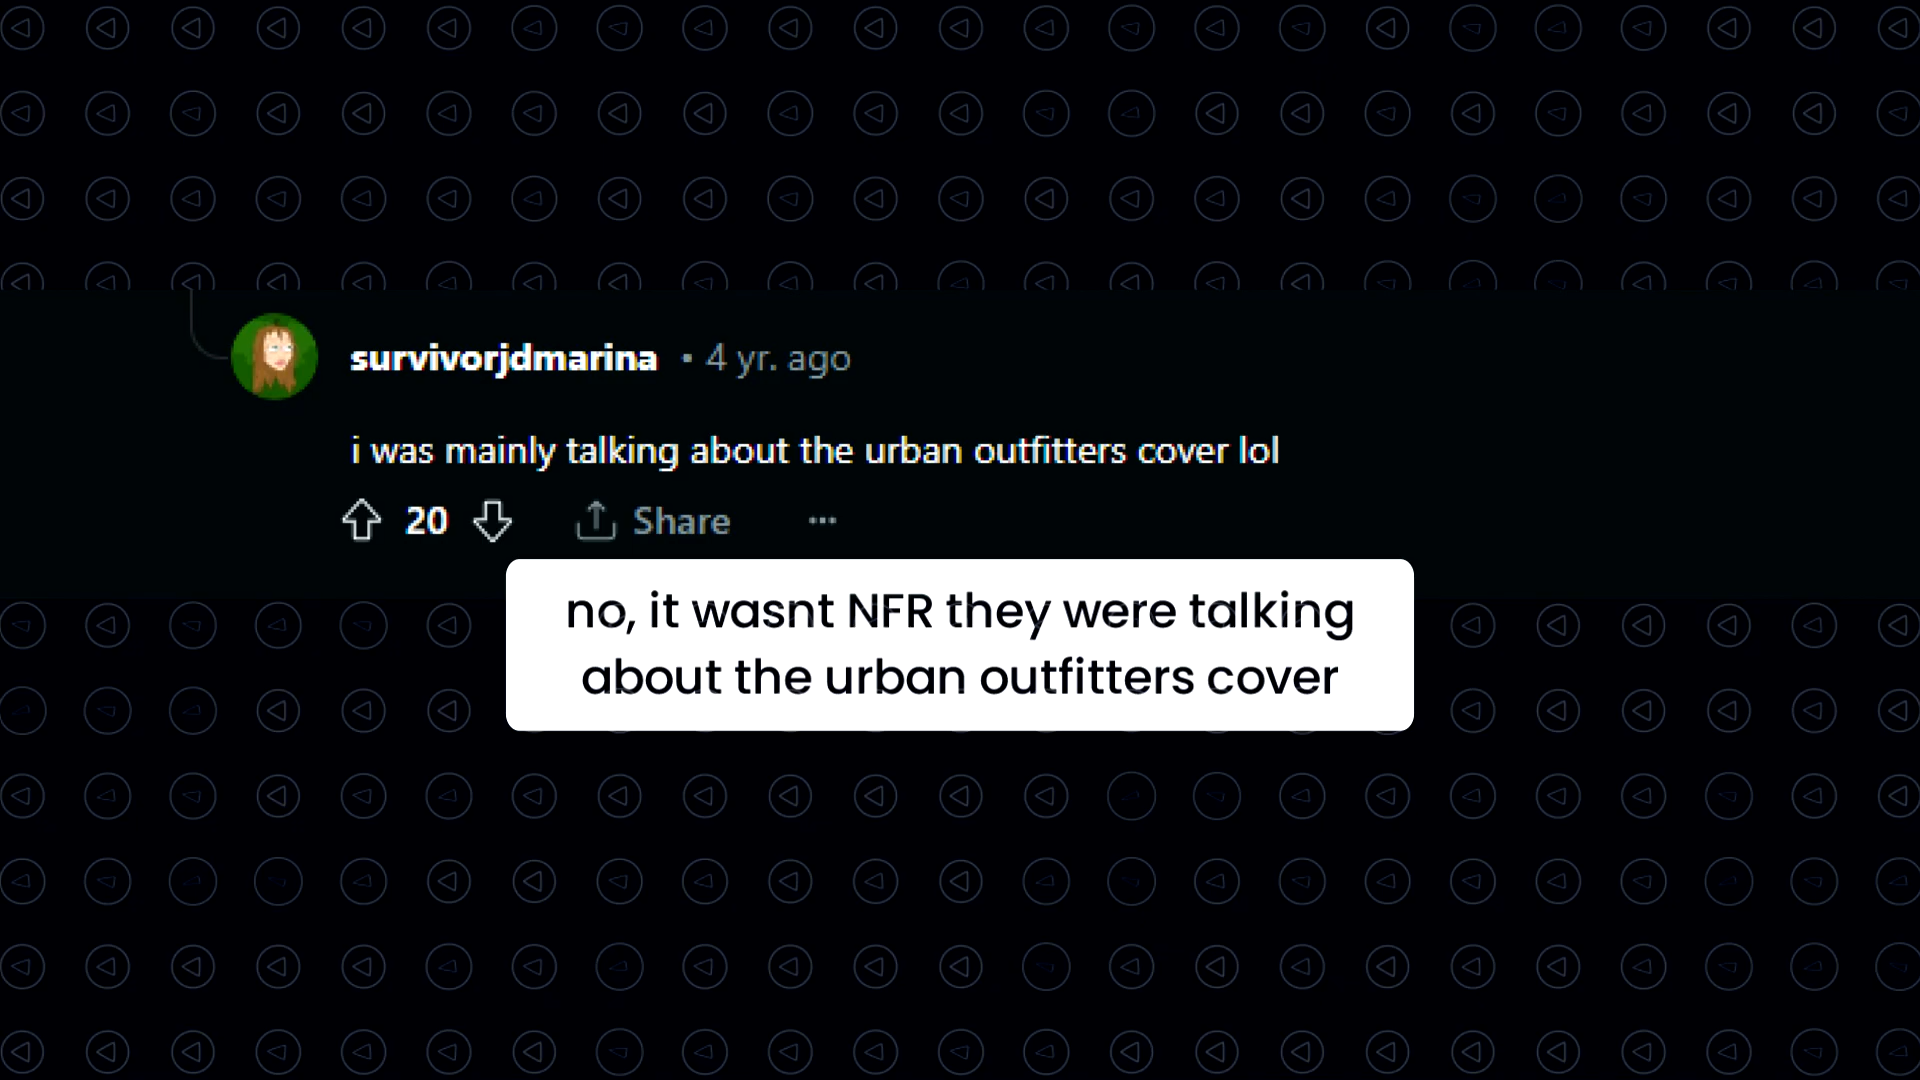 survivorjdmarina • 4 yr. ago
i was mainly talking about the urban outfitters cover lol
20 Share ...
no, it wasnt NFR they were talking
about the urban outfitters cover